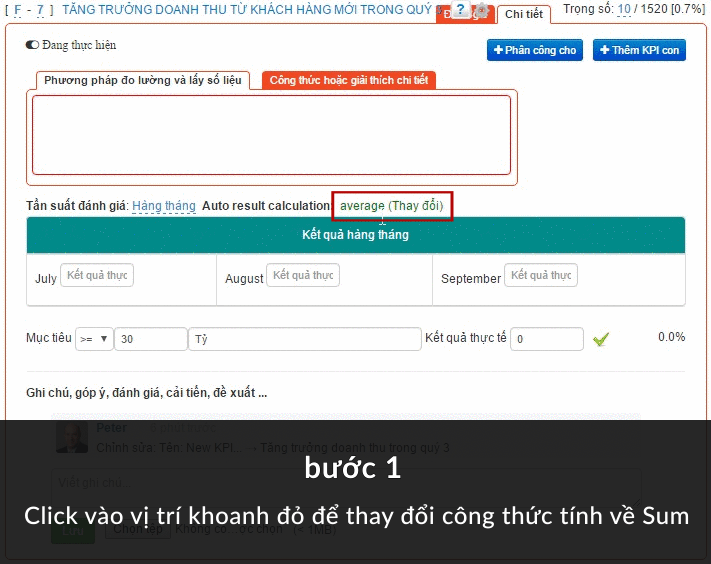 [ F - 7 ] TĂNG TRƯỞNG DOANH THU TỪ KHÁCH HÀNG MỚI TRONG QUÝ
? Chi tiết Trọng số: 10 / 1520 [0.7%]
Đang thực hiện
+ Phân công cho + Thêm KPI con
Phương pháp đo lường và lấy số liệu Công thức hoặc giải thích chi tiết
Tần suất đánh giá: Hàng tháng Auto result calculation: average (Thay đổi)
Kết quả hàng tháng
July Kết quả thực August Kết quả thực September Kết quả thực
Mục tiêu >= 30 Tỷ Kết quả thực tế 0 0.0%
Ghi chú, góp ý, đánh giá, cải tiến, đề xuất ...
Peter
Chỉnh sửa: Tên: New KPI... - - Tăng trưởng doanh thu trong quý 3
Viết ghi chú
bước 1
Click vào vị trí khoanh đỏ để thay đổi công thức tính về Sum
Lưu Chọn tệp (< 1MB)